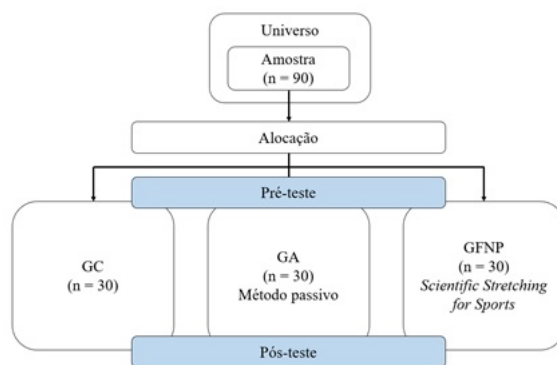 Universo
Amostra
(n = 90)
Alocação
Pré-teste
GC
(n = 30)
GA
(n = 30)
Método passivo
GFNP
(n = 30)
Scientific Stretching
for Sports
Pós-teste